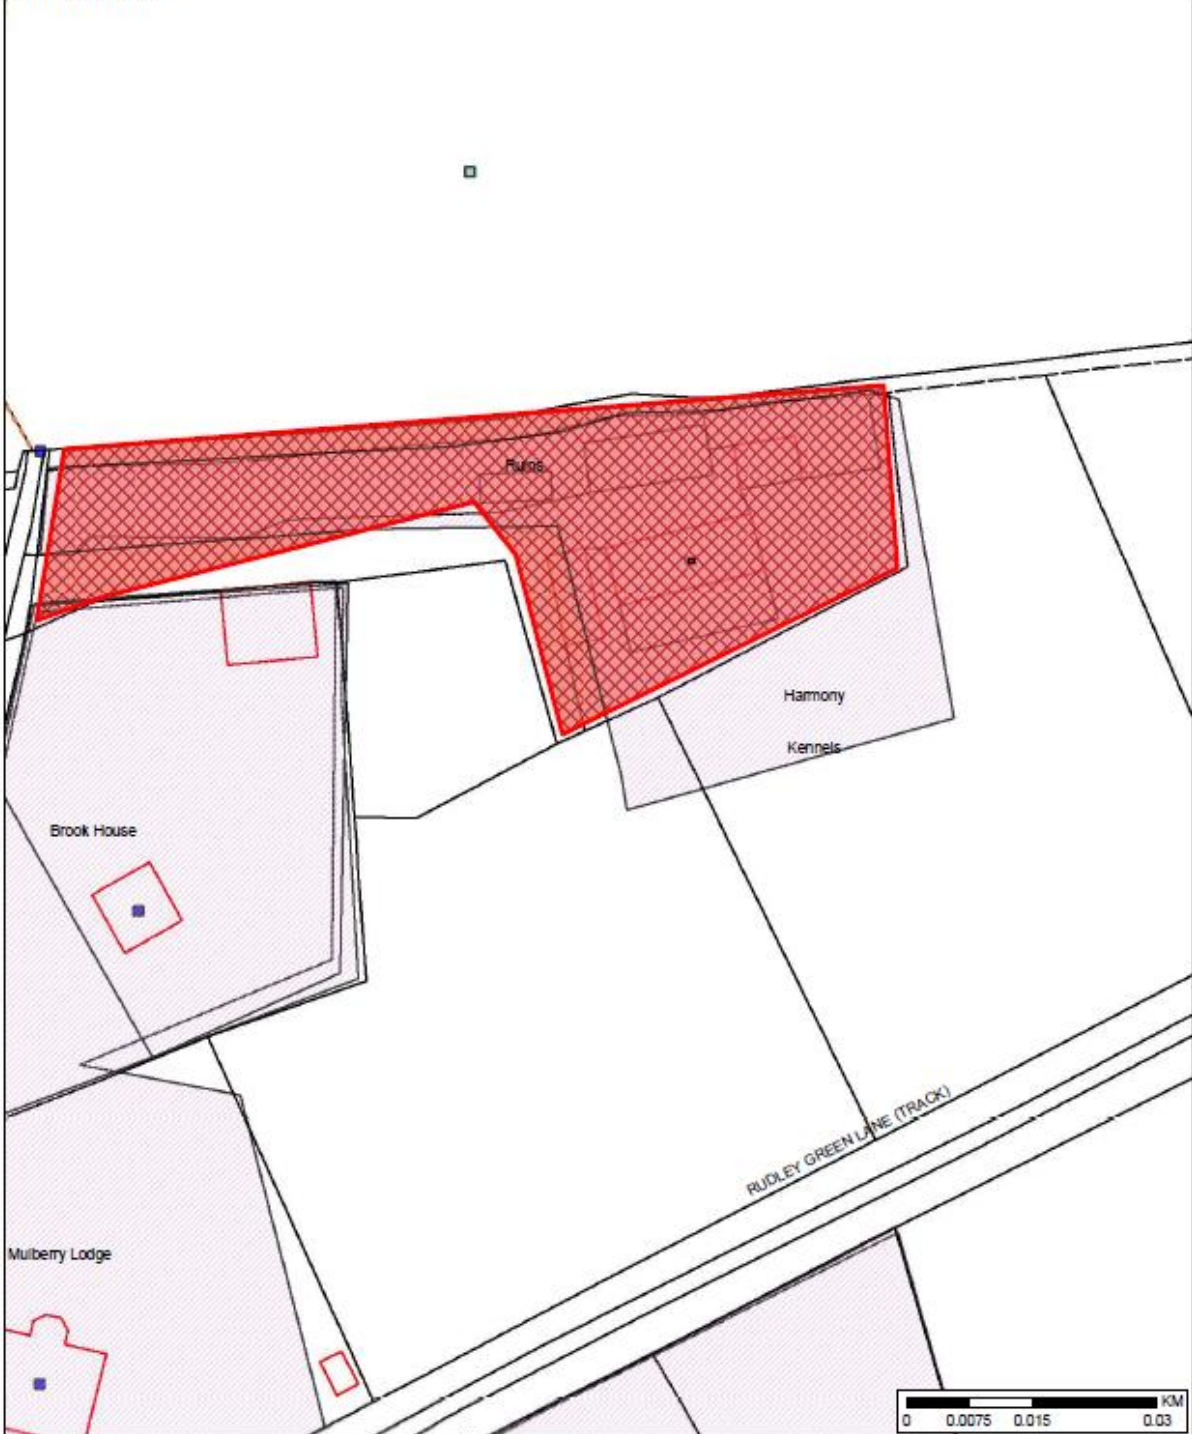 Ruins
Harmony
Kennels
Brook House
RUDLEY GREEN LANE (TRACK)
Mulberry Lodge
KM
0 0.0075 0.015 0.03